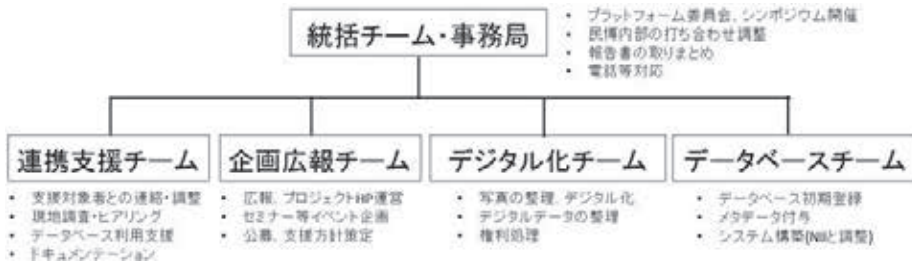 統括チーム・事務局
• プラットフォーム委員会、シンポジウム開催
• 民博内部の打ち合わせ調整
• 報告書の取りまとめ
• 電話等対応
連携支援チーム
• 支援対象者との連絡・調整
• 現地調査・ヒアリング
• データベース利用支援
• ドキュメンテーション
企画広報チーム
• 広報、プロジェクトHP運営
• セミナー等イベント企画
• 公募、支援方針策定
デジタル化チーム
• 写真の整理、デジタル化
• デジタルデータの整理
• 権利処理
データベースチーム
• データベース初期登録
• メタデータ付与
• システム構築(NIIと調整)